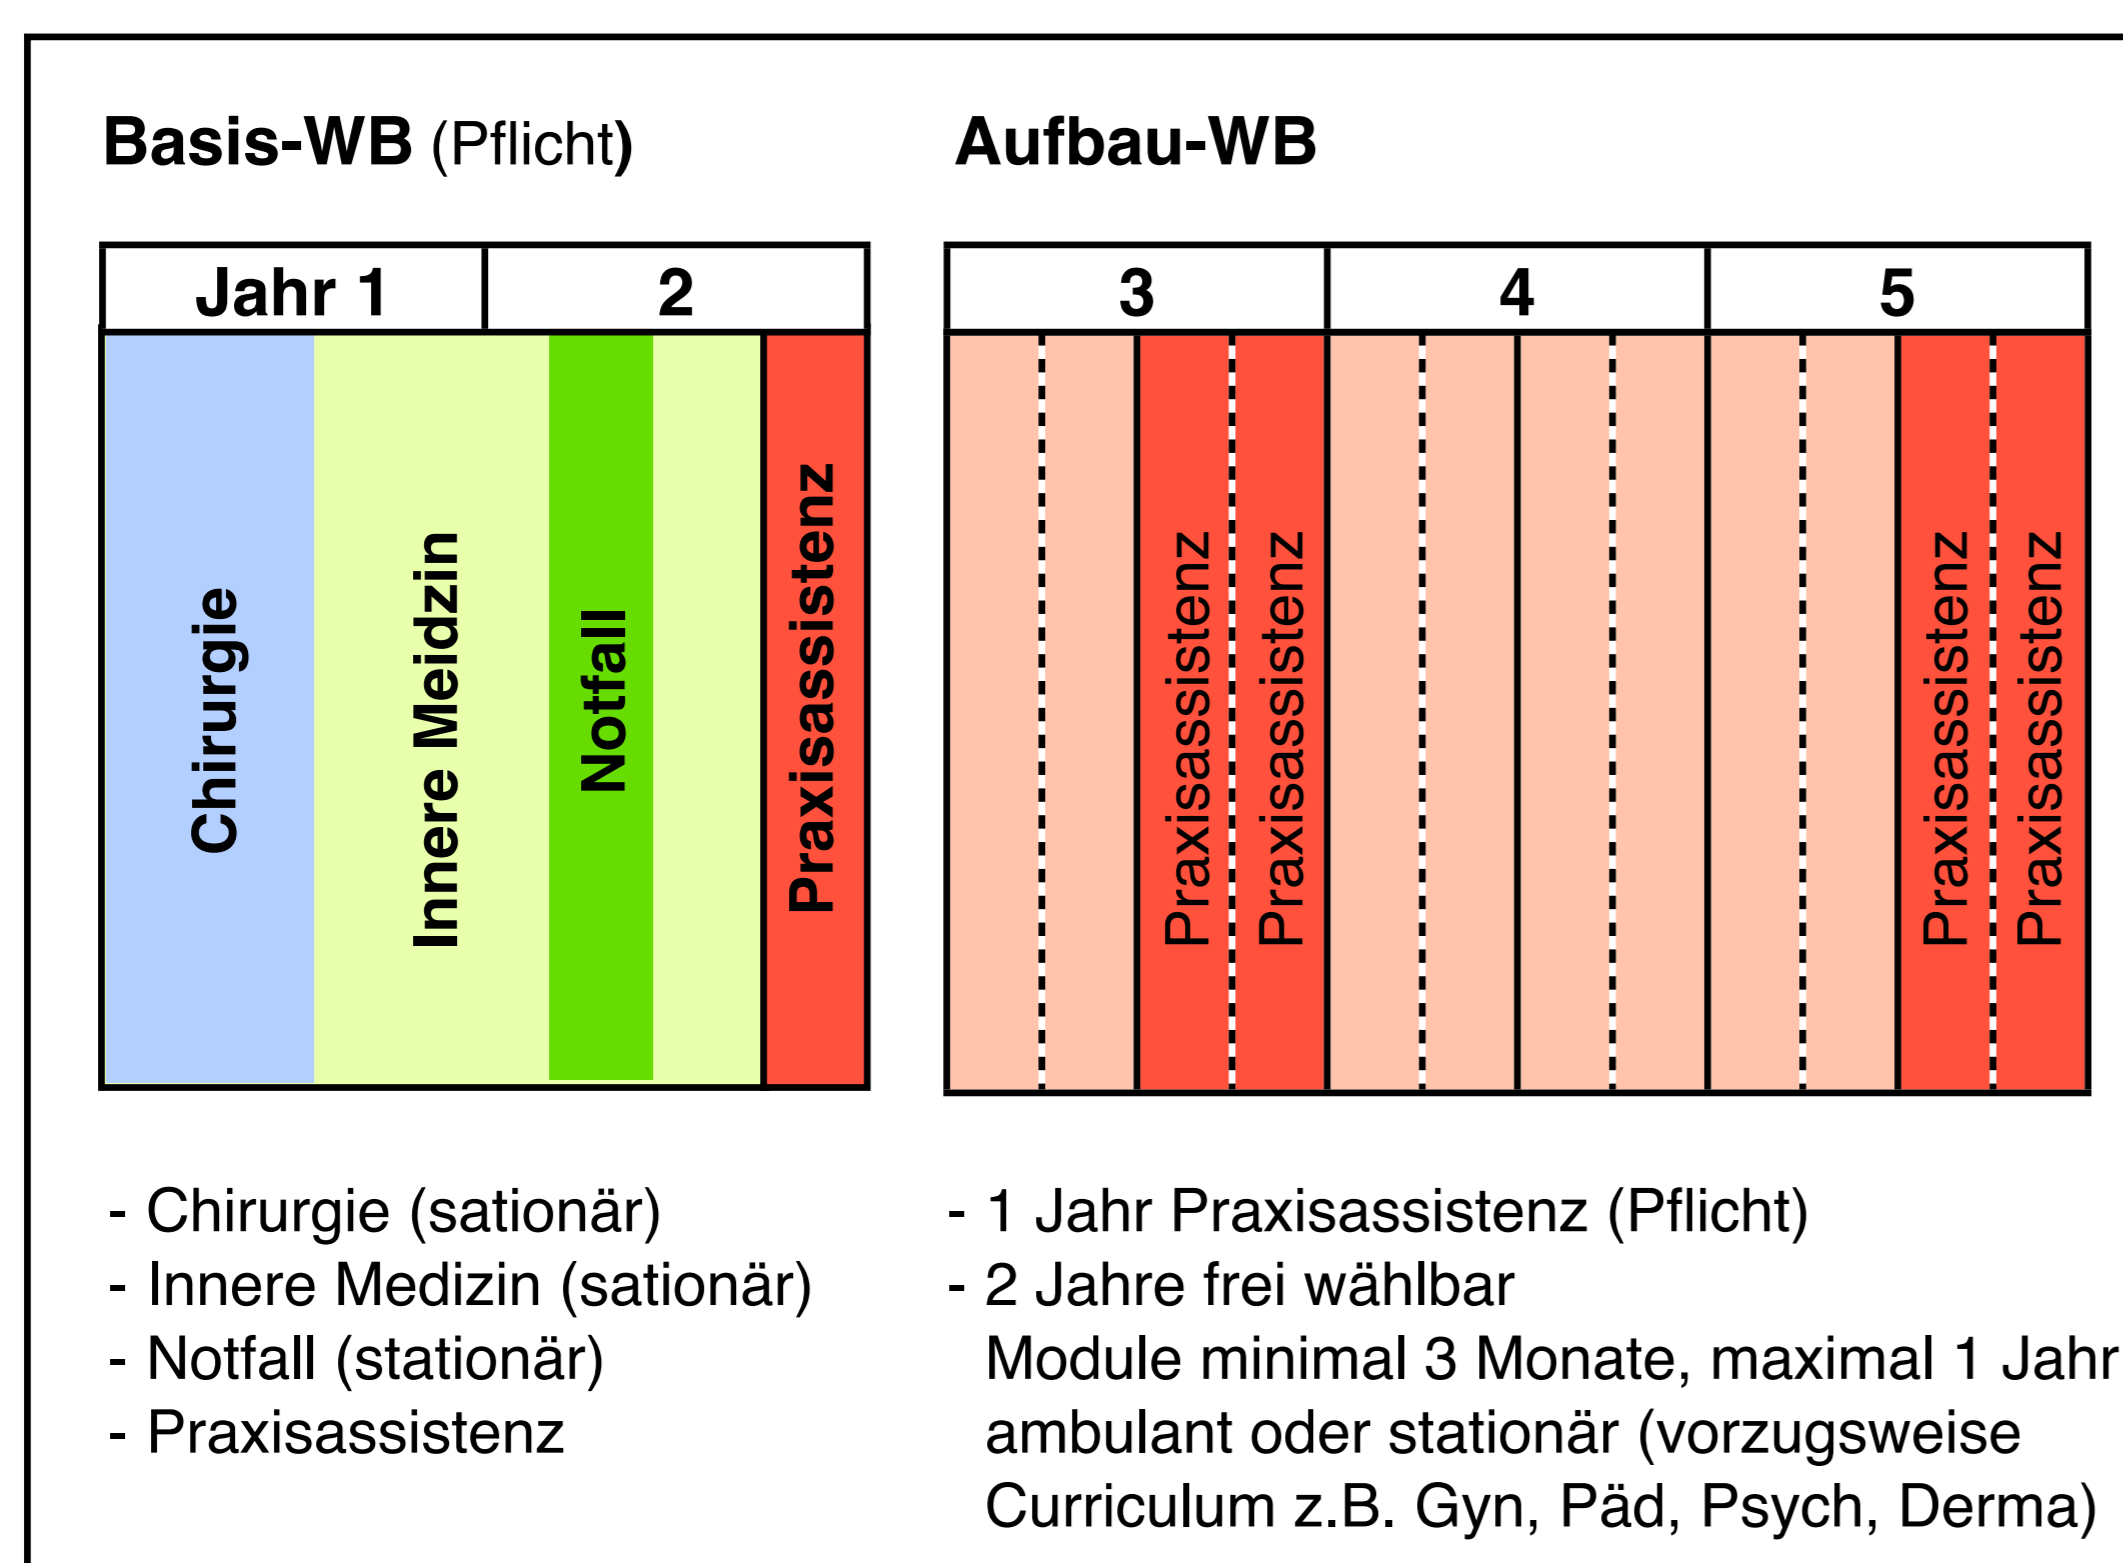 Basis-WB (Pflicht)
Jahr 1
2
Chirurgie
Innere Meidzin
Notfall
Praxisassistenz
- Chirurgie (sationär)
- Innere Medizin (sationär)
- Notfall (stationär)
- Praxisassistenz
Aufbau-WB
3
4
5
Praxisassistenz
Praxisassistenz
Praxisassistenz
Praxisassistenz
- 1 Jahr Praxisassistenz (Pflicht)
- 2 Jahre frei wählbar
Module minimal 3 Monate, maximal 1 Jahr
ambulant oder stationär (vorzugsweise
Curriculum z.B. Gyn, Päd, Psych, Derma)